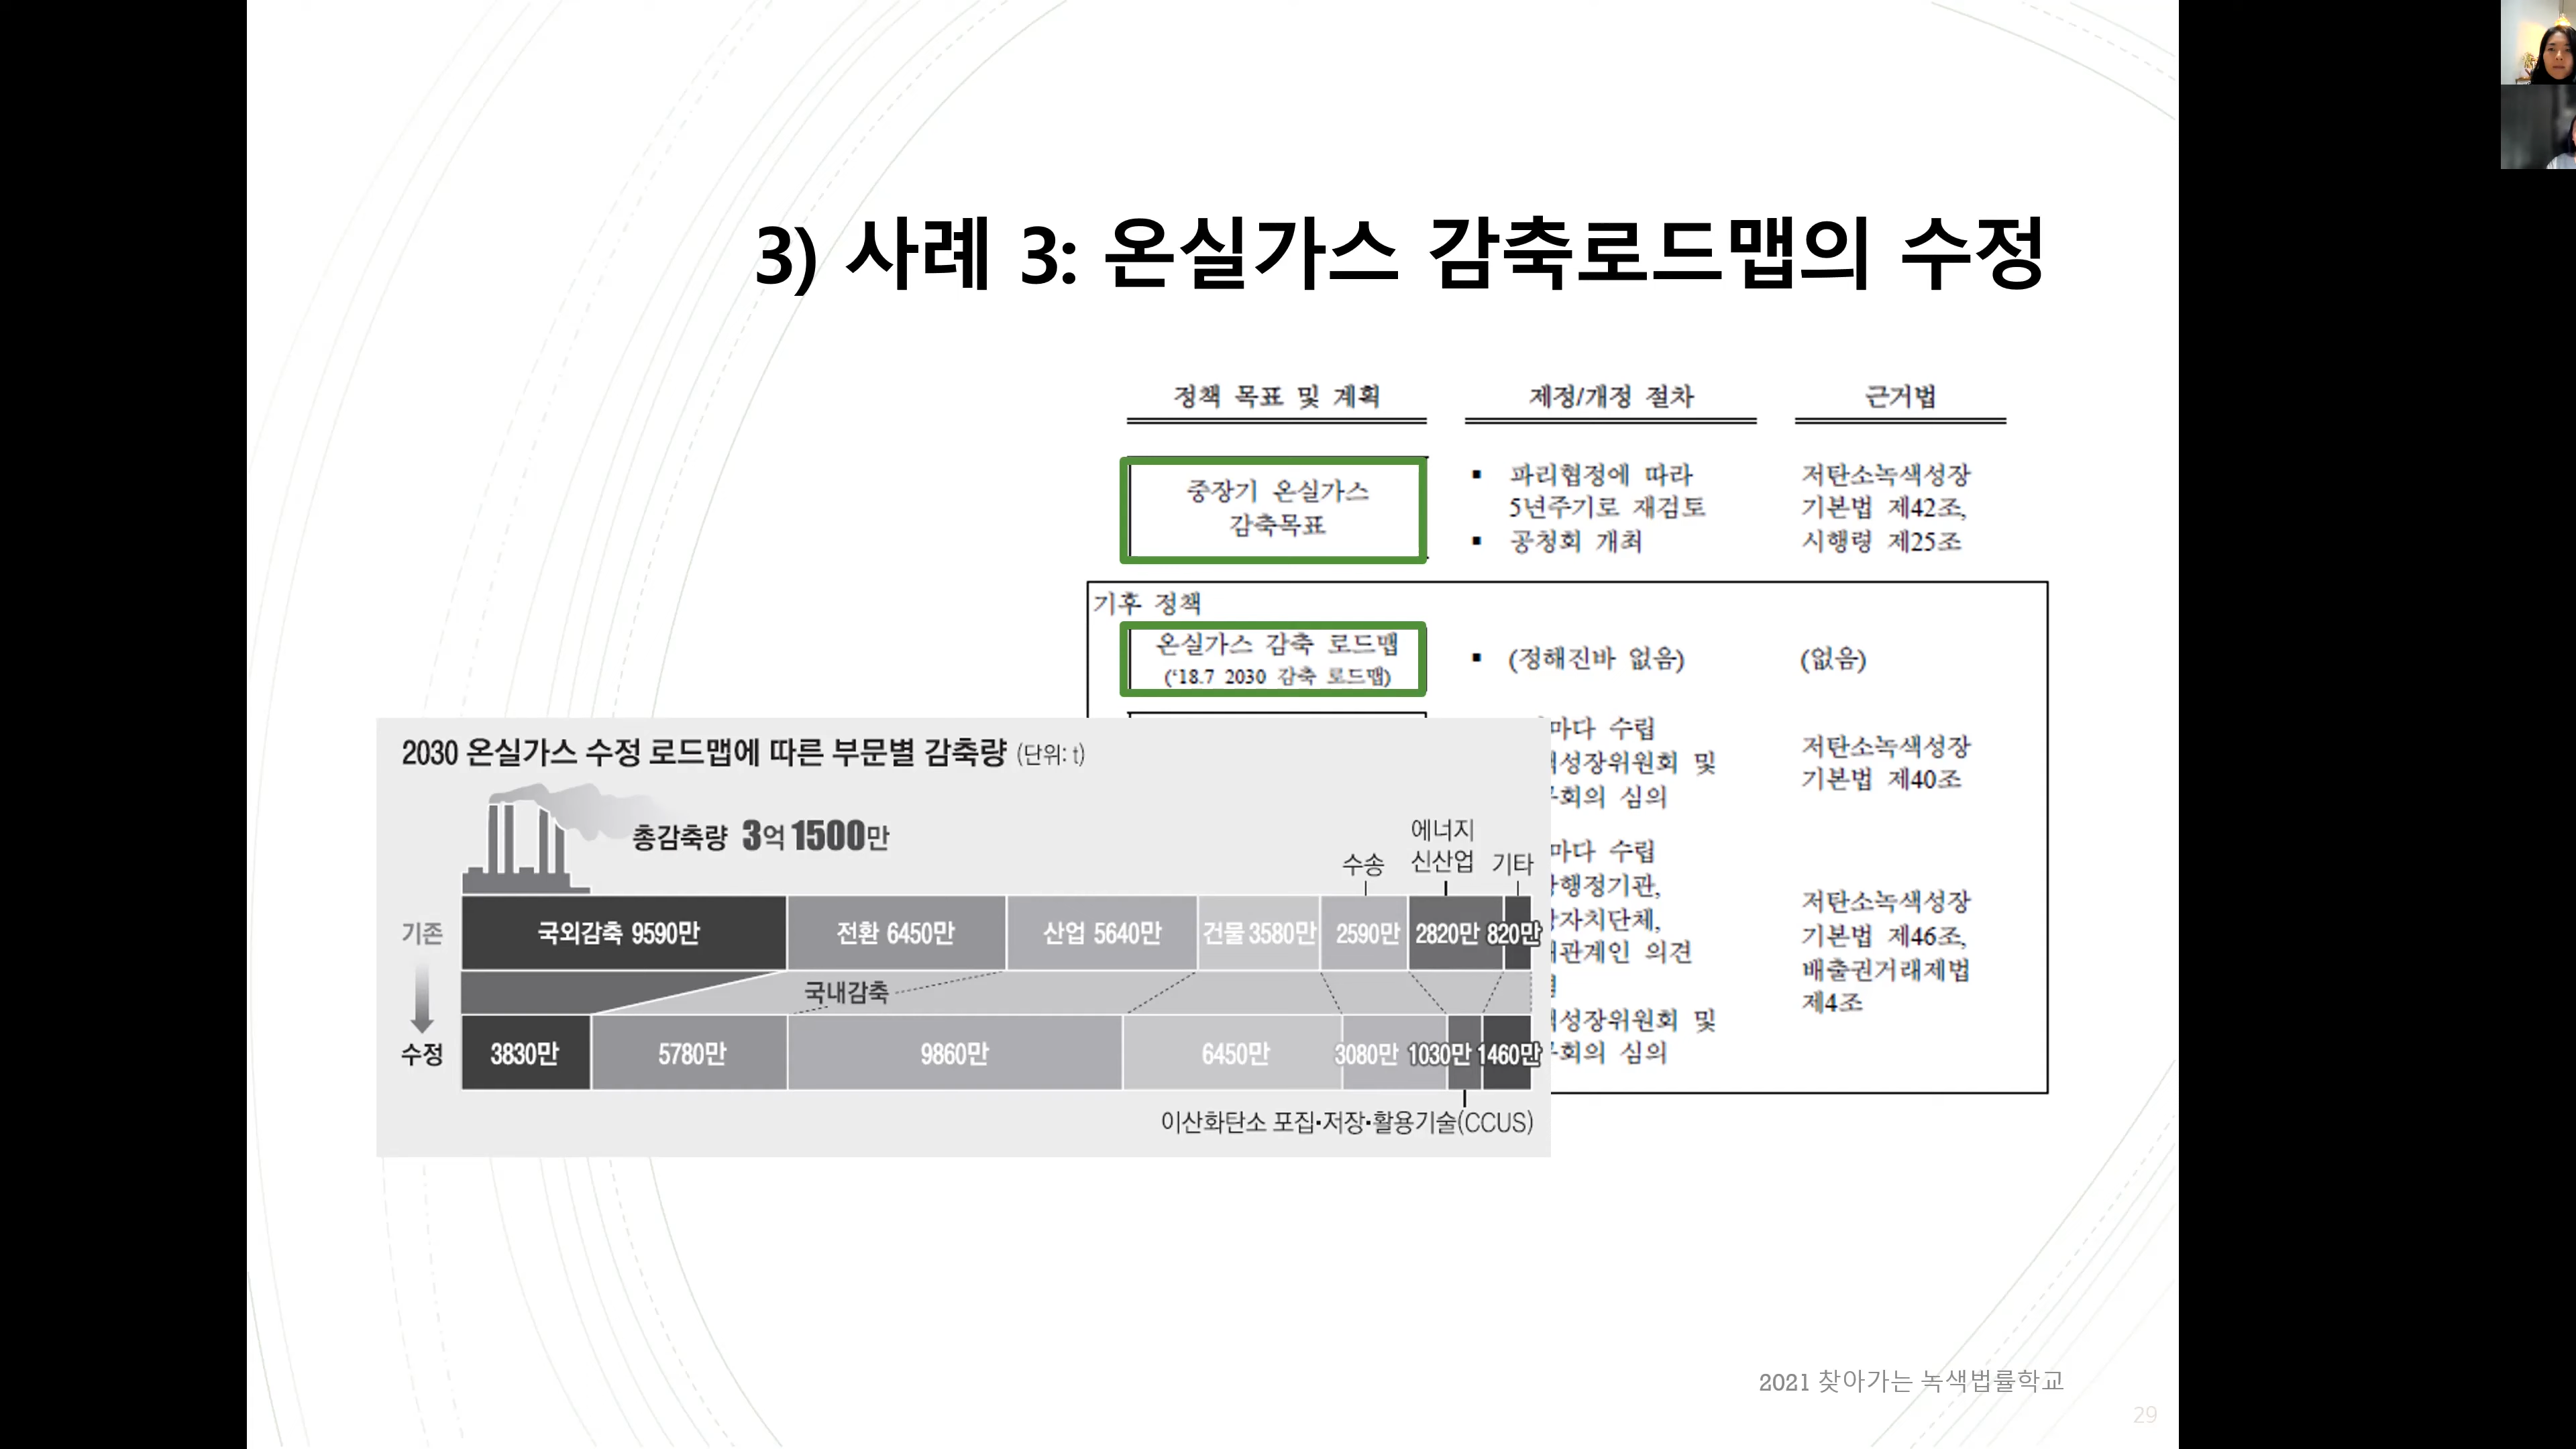 3) 사례 3: 온실가스 감축로드맵의 수정
정책 목표 및 계획
제정/개정 절차
근거법
중장기 온실가스
감축목표
▪ 파리협정에 따라
5년주기로 재검토
▪ 공청회 개최
저탄소녹색성장
기본법 제42조,
시행령 제25조
기후 정책
온실가스 감축 로드맵
(‘18.7 2030 감축 로드맵)
▪ (정해진바 없음)
(없음)
마다 수립
성장위원회 및
회의 심의
저탄소녹색성장
기본법 제40조
마다 수립
행정기관,
자치단체,
관계인 의견
성장위원회 및
회의 심의
저탄소녹색성장
기본법 제46조,
배출권거래제법
제4조
2030 온실가스 수정 로드맵에 따른 부문별 감축량 (단위: t)
총감축량 3억 1500만
수송
에너지
신산업
기타
기존
국외감축 9590만
전환 6450만
산업 5640만
건물 3580만
2590만
2820만
820만
국내감축
수정
3830만
5780만
9860만
6450만
3080만
1030만
1460만
이산화탄소 포집·저장·활용기술(CCUS)
2021 찾아가는 녹색법률학교
29